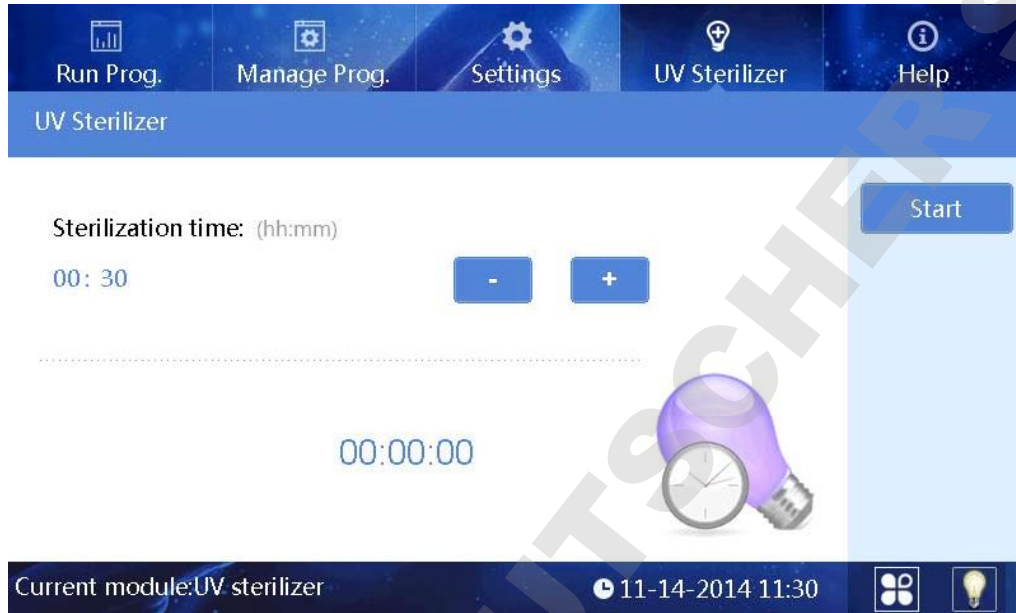 Run Prog.
Manage Prog.
Settings
UV Sterilizer
Help
UV Sterilizer
Sterilization time: (hh:mm)
Start
00: 30
- +
00:00:00
Current module:UV sterilizer
11-14-2014 11:30
UTSCHER S